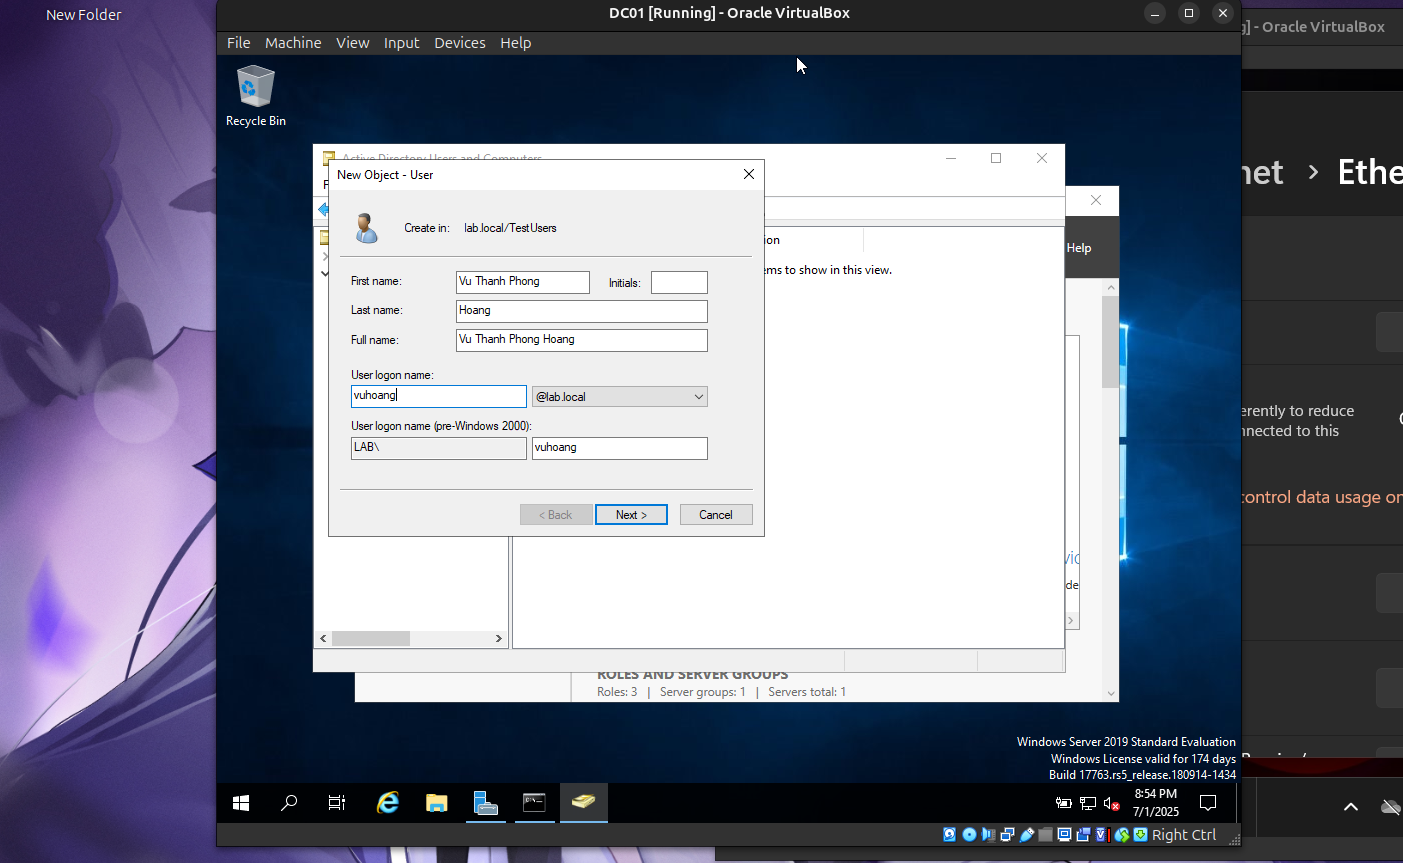 New Folder
DC01 [Running] - Oracle VirtualBox
] - Oracle VirtualBox
File Machine View Input Devices Help
Recycle Bin
Active Directory Users and Computers
New Object - User
Create in: lab.local/TestUsers
First name: Vu Thanh Phong Initials:
Last name: Hoang
Full name: Vu Thanh Phong Hoang
User logon name:
vuhoang @lab.local
User logon name (pre-Windows 2000):
LAB\ vuhoang
< Back Next > Cancel
ion
ems to show in this view.
Help
net > Ethe
erently to reduce
nnected to this
control data usage on
vic
de
ROLES AND SERVER GROUPS
Roles: 3 | Server groups: 1 | Servers total: 1
Windows Server 2019 Standard Evaluation
Windows License valid for 174 days
Build 17763.rs5_release.180914-1434
8:54 PM
7/1/2025
Right Ctrl